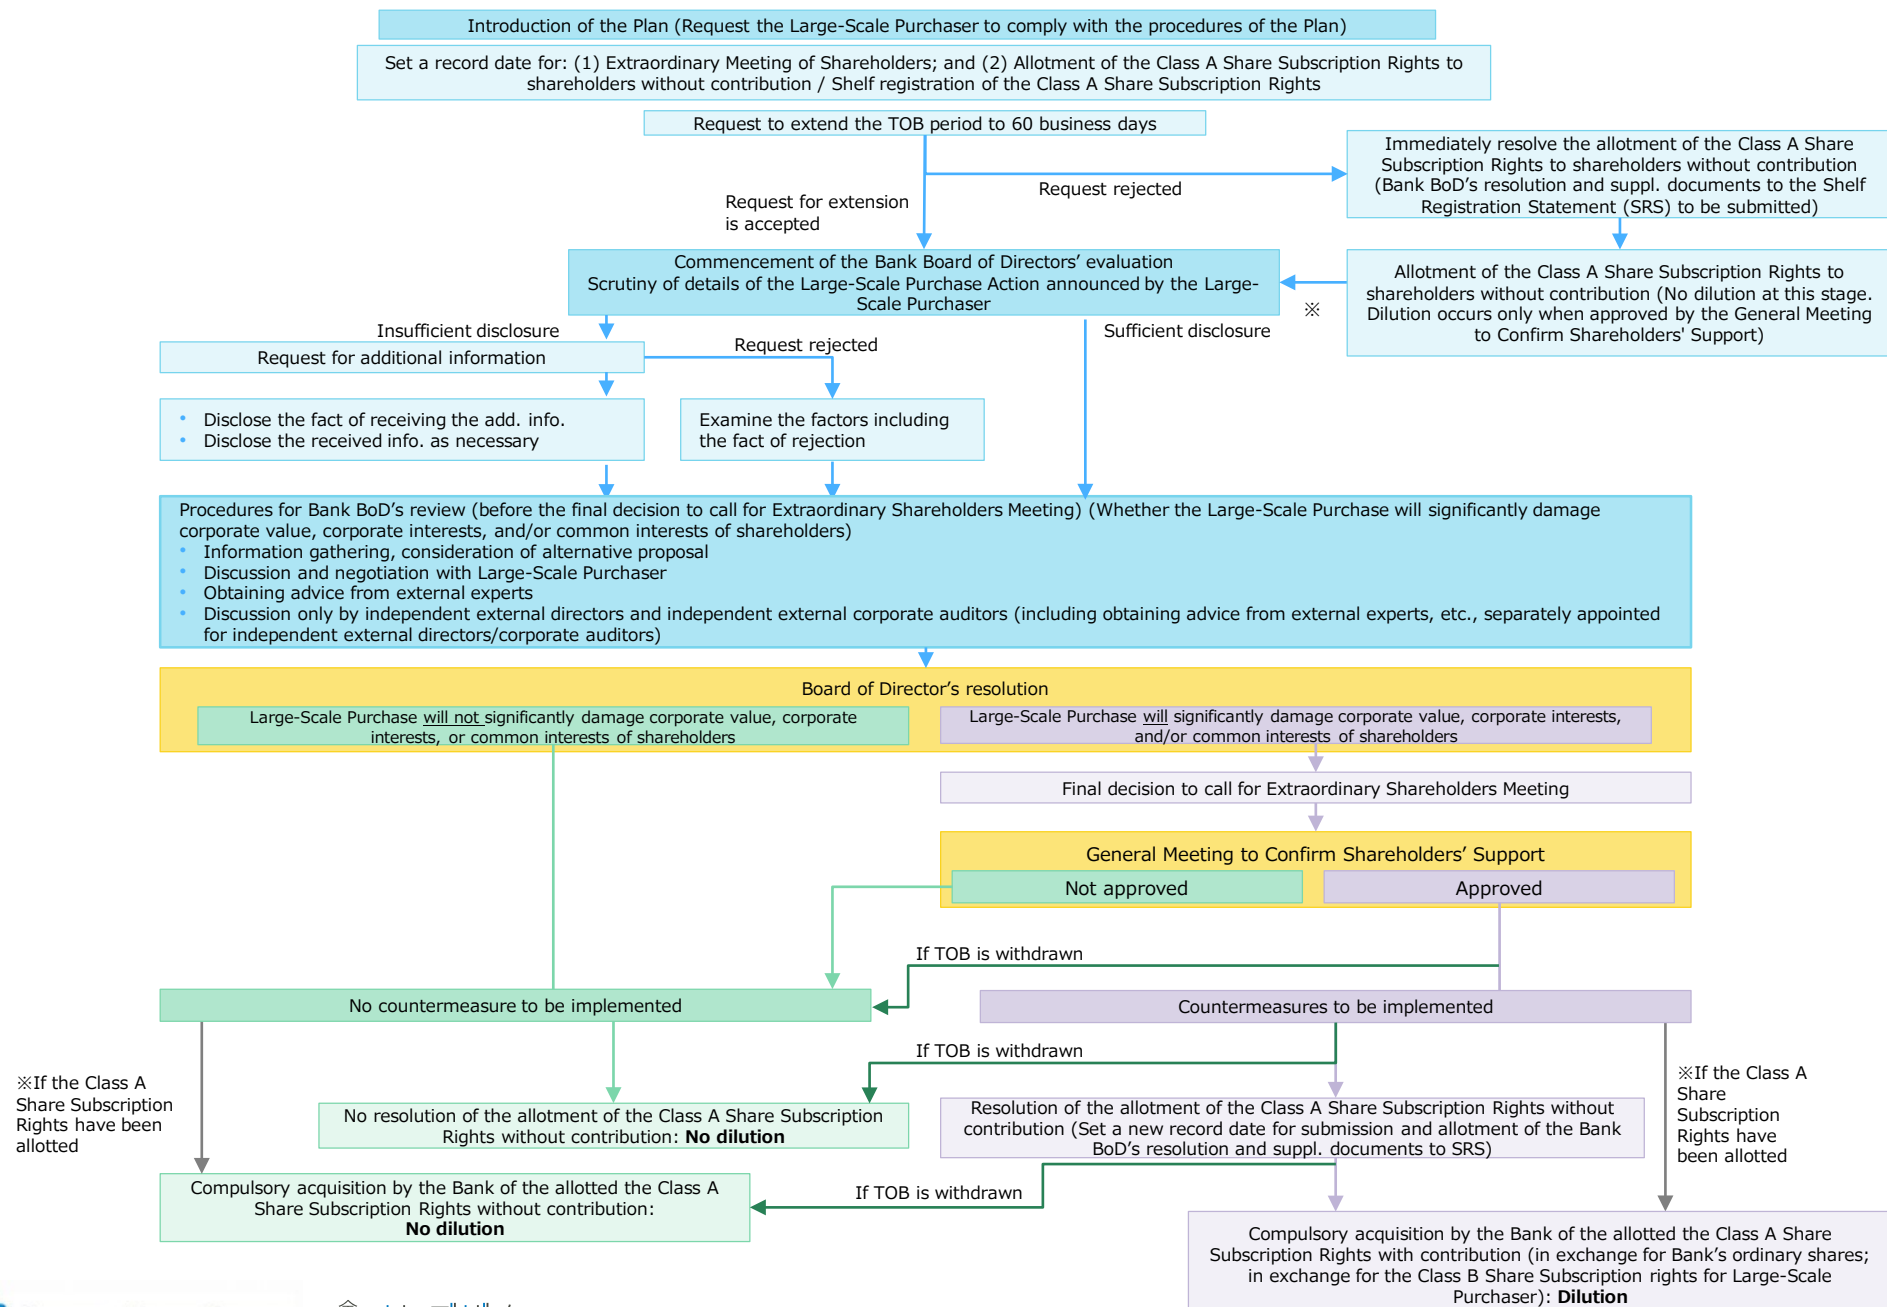 Introduction of the Plan (Request the Large-Scale Purchaser to comply with the procedures of the Plan)
Set a record date for: (1) Extraordinary Meeting of Shareholders; and (2) Allotment of the Class A Share Subscription Rights to
shareholders without contribution / Shelf registration of the Class A Share Subscription Rights
Request to extend the TOB period to 60 business days
Immediately resolve the allotment of the Class A Share
Subscription Rights to shareholders without contribution
(Bank BoD’s resolution and suppl. documents to the Shelf
Registration Statement (SRS) to be submitted)
Request rejected
Request for extension
is accepted
Commencement of the Bank Board of Directors’ evaluation
Scrutiny of details of the Large-Scale Purchase Action announced by the Large-
Scale Purchaser
Allotment of the Class A Share Subscription Rights to
shareholders without contribution (No dilution at this stage.
Dilution occurs only when approved by the General Meeting
to Confirm Shareholders' Support)
※
Insufficient disclosure
Request rejected
Sufficient disclosure
Request for additional information
• Disclose the fact of receiving the add. info.
• Disclose the received info. as necessary
Examine the factors including
the fact of rejection
Procedures for Bank BoD’s review (before the final decision to call for Extraordinary Shareholders Meeting) (Whether the Large-Scale Purchase will significantly damage
corporate value, corporate interests, and/or common interests of shareholders)
• Information gathering, consideration of alternative proposal
• Discussion and negotiation with Large-Scale Purchaser
• Obtaining advice from external experts
• Discussion only by independent external directors and independent external corporate auditors (including obtaining advice from external experts, etc., separately appointed
for independent external directors/corporate auditors)
Board of Director’s resolution
Large-Scale Purchase will not significantly damage corporate value, corporate
interests, or common interests of shareholders
Large-Scale Purchase will significantly damage corporate value, corporate interests,
and/or common interests of shareholders
Final decision to call for Extraordinary Shareholders Meeting
General Meeting to Confirm Shareholders’ Support
Not approved
Approved
If TOB is withdrawn
No countermeasure to be implemented
Countermeasures to be implemented
If TOB is withdrawn
※If the Class A
Share Subscription
Rights have been
allotted
※If the Class A
Share
Subscription
Rights have
been allotted
No resolution of the allotment of the Class A Share Subscription
Rights without contribution: No dilution
Resolution of the allotment of the Class A Share Subscription Rights without
contribution (Set a new record date for submission and allotment of the Bank
BoD’s resolution and suppl. documents to SRS)
Compulsory acquisition by the Bank of the allotted the Class A
Share Subscription Rights without contribution:
No dilution
If TOB is withdrawn
Compulsory acquisition by the Bank of the allotted the Class A Share
Subscription Rights with contribution (in exchange for Bank’s ordinary shares;
in exchange for the Class B Share Subscription rights for Large-Scale
Purchaser): Dilution